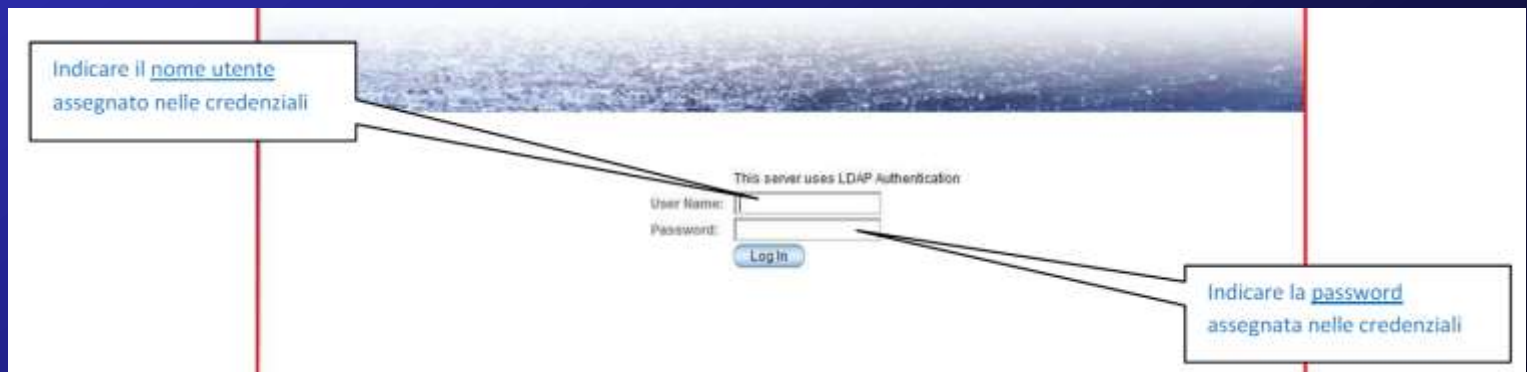 Indicare il nome utente
assegnato nelle credenziali
This server uses LDAP Authentication
User Name:
Password:
Log In
Indicare la password
assegnata nelle credenziali